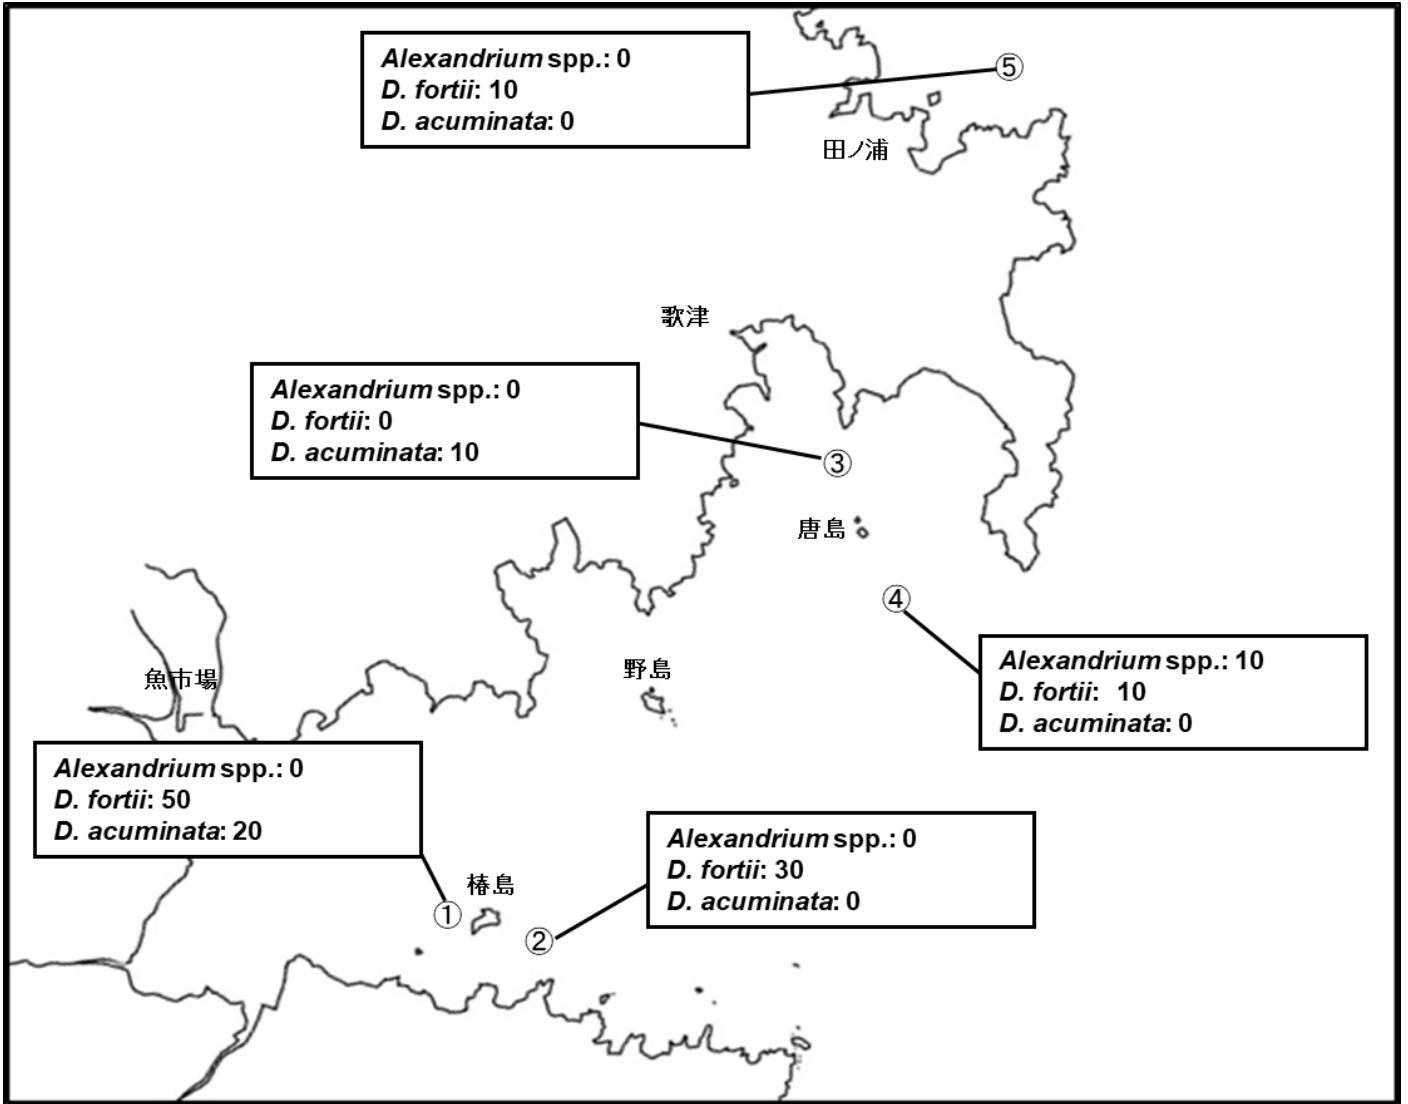 Alexandrium spp.: 0
D. fortii: 10
D. acuminata: 0
⑤
田ノ浦
歌津
Alexandrium spp.: 0
D. fortii: 0
D. acuminata: 10
③
唐島
④
Alexandrium spp.: 10
D. fortii: 10
D. acuminata: 0
野島
魚市場
Alexandrium spp.: 0
D. fortii: 50
D. acuminata: 20
①
椿島
②
Alexandrium spp.: 0
D. fortii: 30
D. acuminata: 0